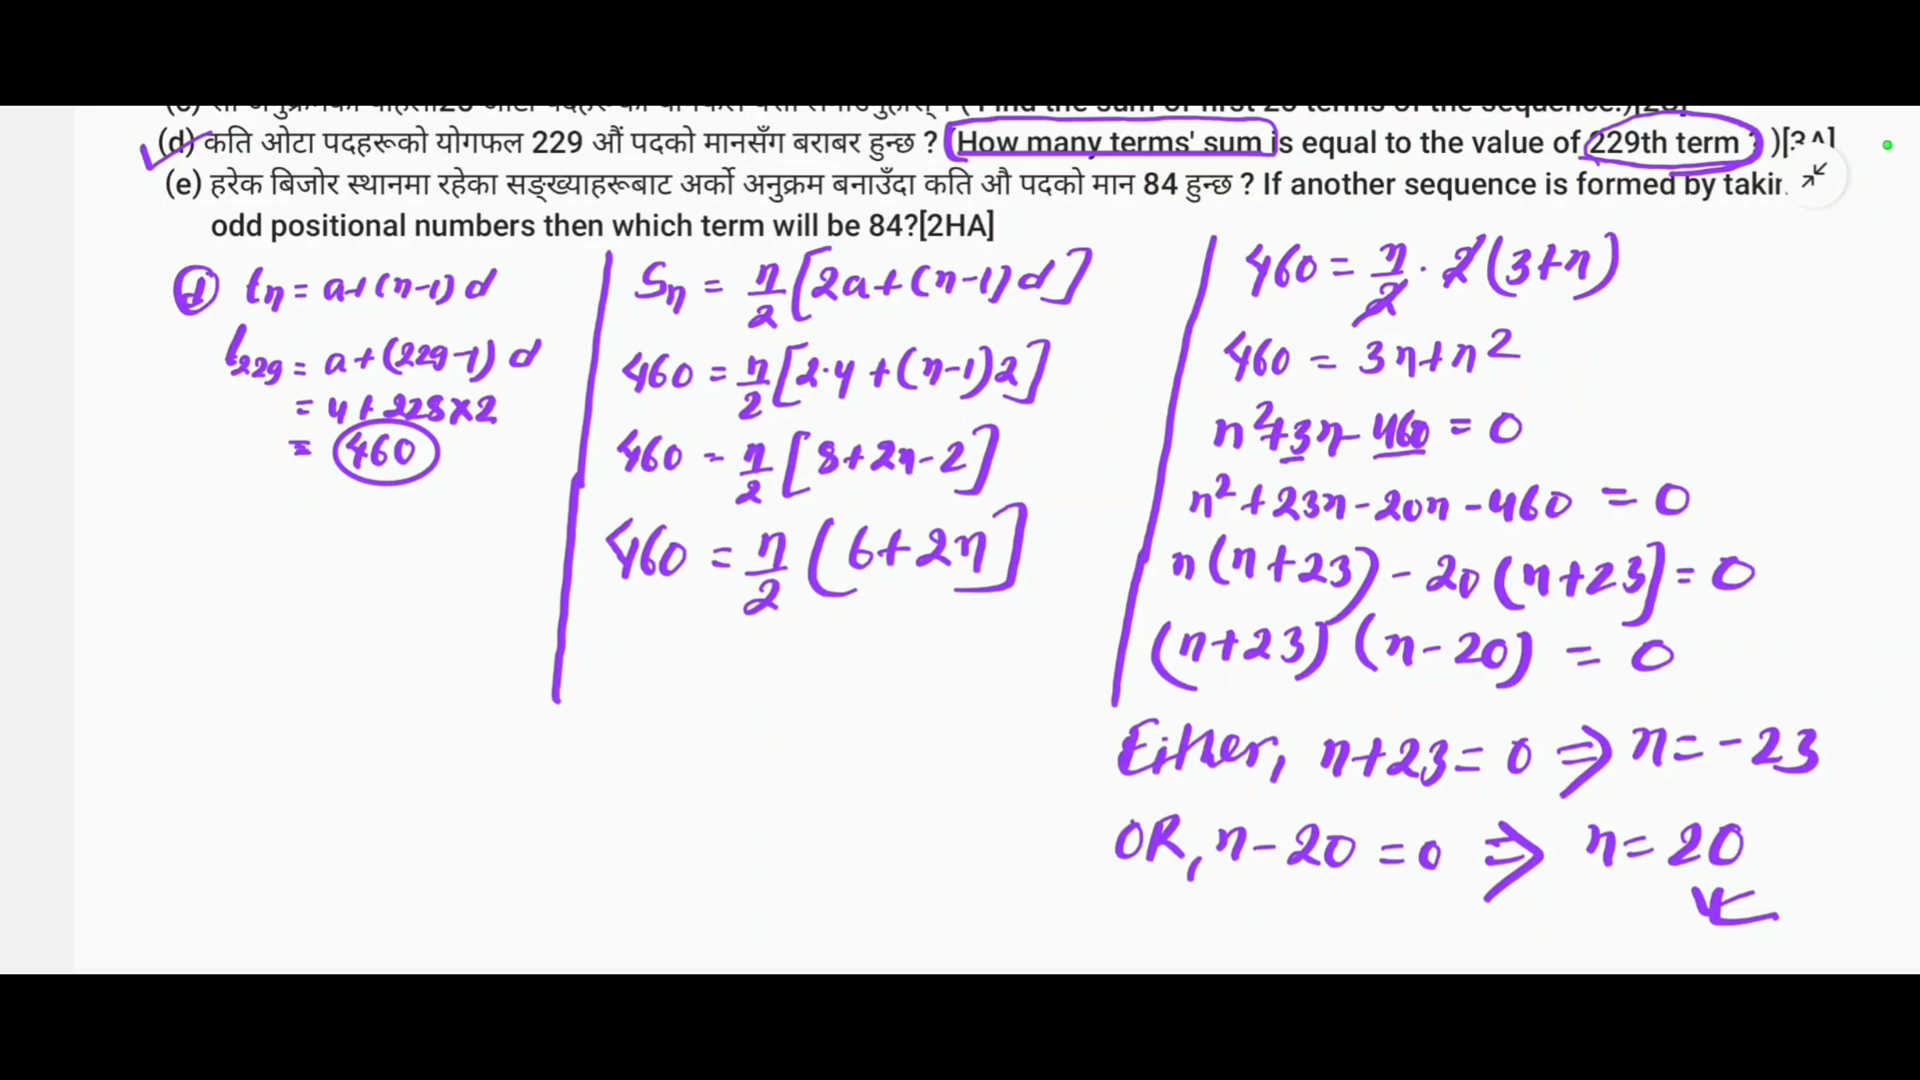 (d) कति ओटा पदहरूको योगफल 229 औं पदको मानसँग बराबर हुन्छ ? (How many terms' sum is equal to the value of 229th term ? )[3A]
(e) हरेक बिजोर स्थानमा रहेका सङ्ख्याहरूबाट अर्को अनुक्रम बनाउँदा कति औ पदको मान 84 हुन्छ ? If another sequence is formed by
odd positional numbers then which term will be 84?[2HA]
(d) tn = a+(n-1) d
t229 = a+(229-1) d
= 4+228×2
= 460
Sn = n/2 [2a+(n-1)d]
460 = n/2 [2·4+(n-1)2]
460 = n/2 [8+2n-2]
460 = n/2 (6+2n]
460 = n/2 · 2(3+n)
460 = 3n+n²
n²+3n-460 = 0
n²+23n-20n-460 = 0
n(n+23)-20(n+23] = 0
(n+23)(n-20) = 0
Either, n+23= 0 ⇒ n= -23
OR, n-20 =0 ⇒ n= 20